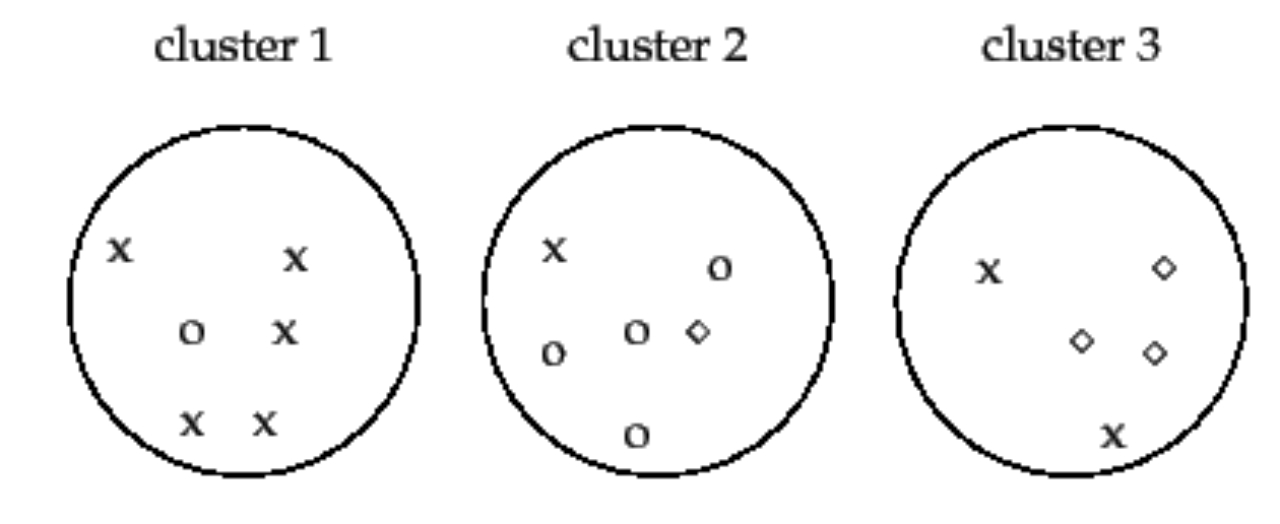 cluster 1 cluster 2 cluster 3
x x x o x o
o x o o x
x x o x